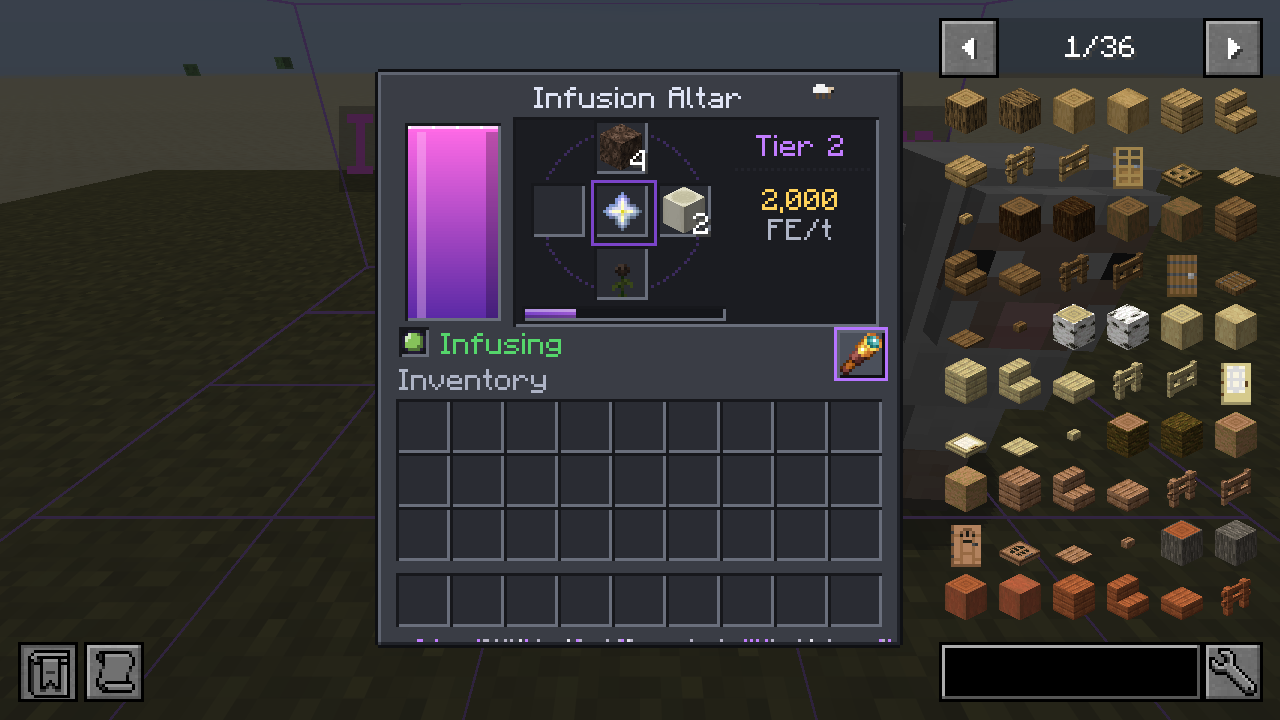 Infusion Altar
1/36
4
Tier 2
2
2,000
FE/t
Infusing
Inventory